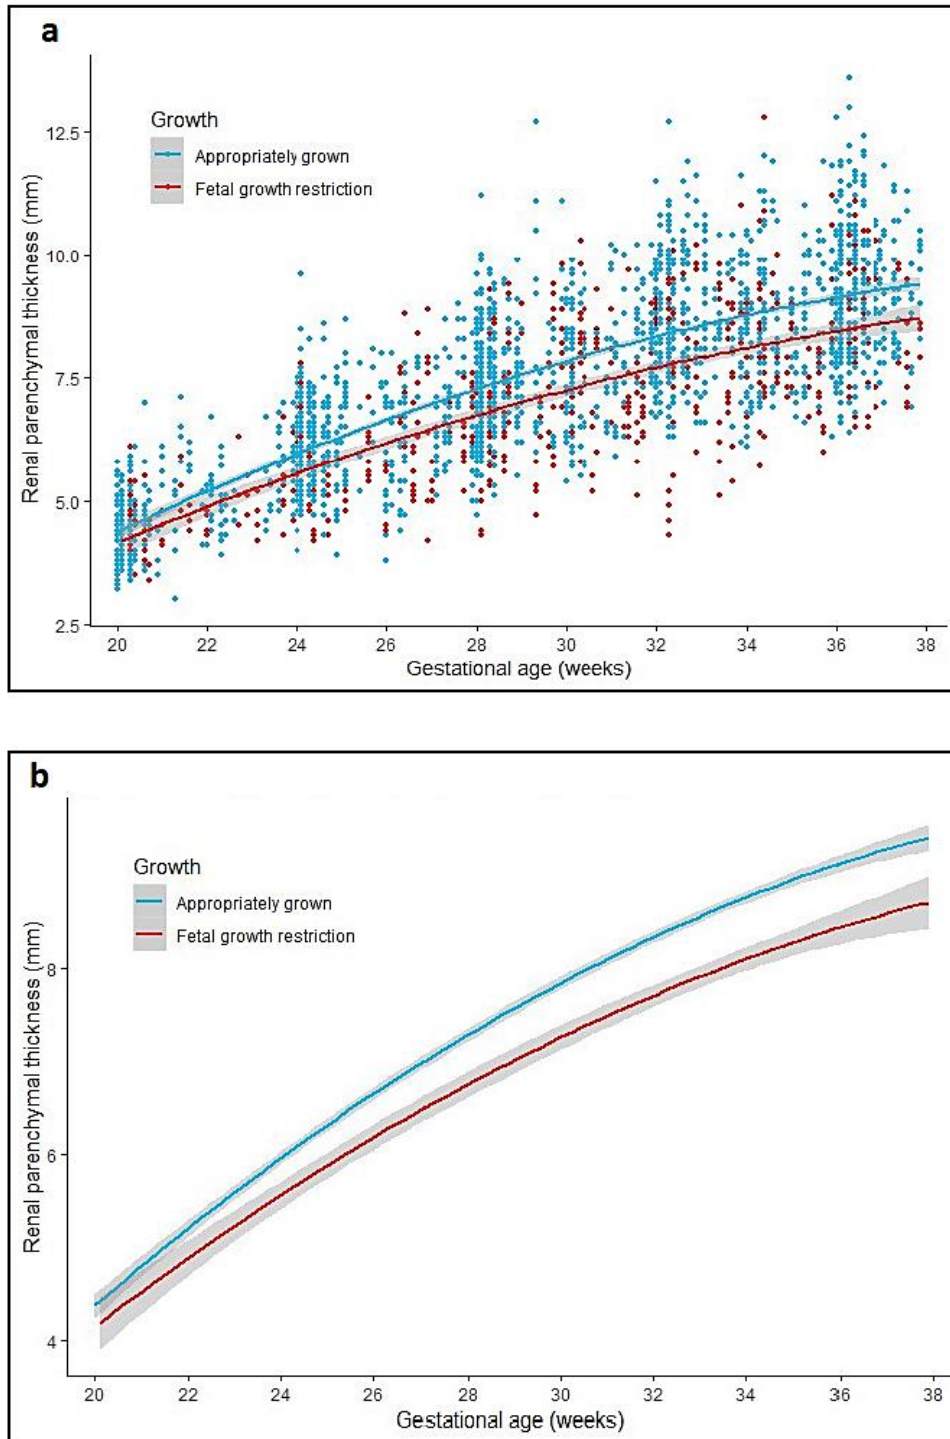 a
Growth
Appropriately grown
Fetal growth restriction
Renal parenchymal thickness (mm)
12.5
10.0
7.5
5.0
2.5
20 22 24 26 28 30 32 34 36 38
Gestational age (weeks)
b
Growth
Appropriately grown
Fetal growth restriction
Renal parenchymal thickness (mm)
8
6
4
20 22 24 26 28 30 32 34 36 38
Gestational age (weeks)